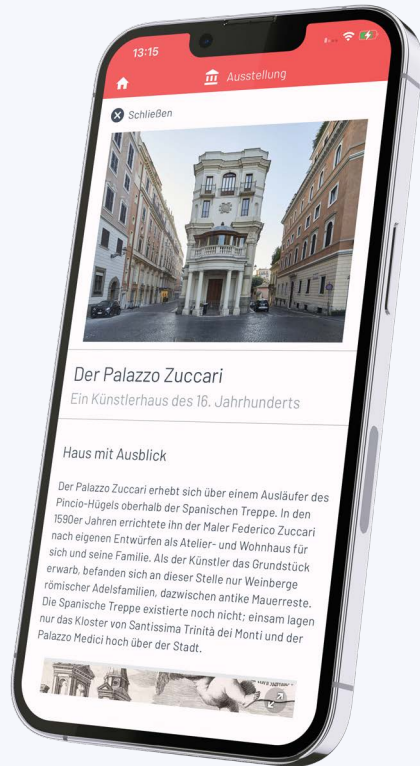 13:15
Ausstellung
Schließen
Der Palazzo Zuccari
Ein Künstlerhaus des 16. Jahrhunderts
Haus mit Ausblick
Der Palazzo Zuccari erhebt sich über einem Ausläufer des
Pincio-Hügels oberhalb der Spanischen Treppe. In den
1590er Jahren errichtete ihn der Maler Federico Zuccari
nach eigenen Entwürfen als Atelier- und Wohnhaus für
sich und seine Familie. Als der Künstler das Grundstück
erwarb, befanden sich an dieser Stelle nur Weinberge
römischer Adelsfamilien, dazwischen antike Mauerreste.
Die Spanische Treppe existierte noch nicht; einsam lagen
nur das Kloster von Santissima Trinità dei Monti und der
Palazzo Medici hoch über der Stadt.